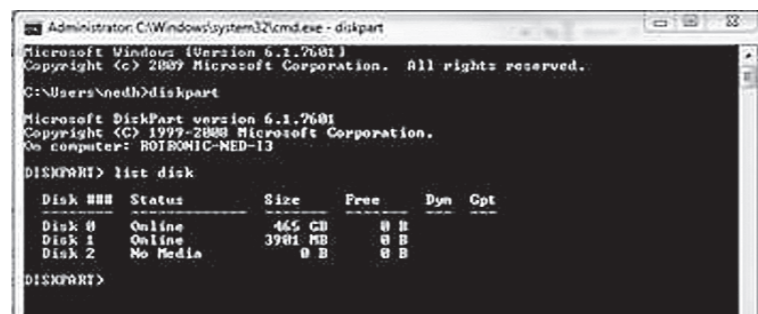 Administrator: C:\Windows\system32\cmd.exe - diskpart
Microsoft Windows [Version 6.1.7601]
Copyright (c) 2009 Microsoft Corporation.  All rights reserved.
C:\Users\nedh>diskpart
Microsoft DiskPart version 6.1.7601
Copyright (C) 1999-2008 Microsoft Corporation.
On computer: ROTRONIC-NED-13
DISKPART> list disk
Disk ###  Status  Size  Free  Dyn  Gpt
Disk 0  Online  465 GB  0 B
Disk 1  Online  3901 MB  0 B
Disk 2  No Media  0 B  0 B
DISKPART>